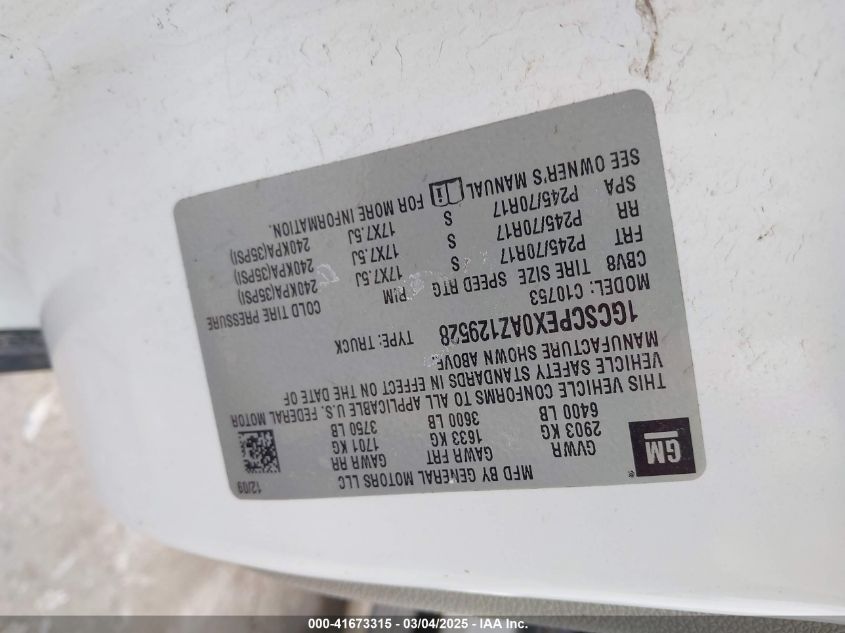 MFD BY GENERAL MOTORS LLC 12/09
GM ®
GVWR GAWR FRT GAWR RR
2903 KG 1633 KG 1701 KG
6400 LB 3600 LB 3750 LB
THIS VEHICLE CONFORMS TO ALL APPLICABLE U.S. FEDERAL MOTOR
VEHICLE SAFETY STANDARDS IN EFFECT ON THE DATE OF
MANUFACTURE SHOWN ABOVE.
1GCSCPEX0AZ129528 TYPE: TRUCK
MODEL: C10753
CBV8 TIRE SIZE SPEED RTG RIM COLD TIRE PRESSURE
FRT P245/70R17 S 17X7.5J 240KPA(35PSI)
RR P245/70R17 S 17X7.5J 240KPA(35PSI)
SPA P245/70R17 S 17X7.5J 240KPA(35PSI)
SEE OWNER'S MANUAL FOR MORE INFORMATION.
000-41673315 - 03/04/2025 - IAA Inc.